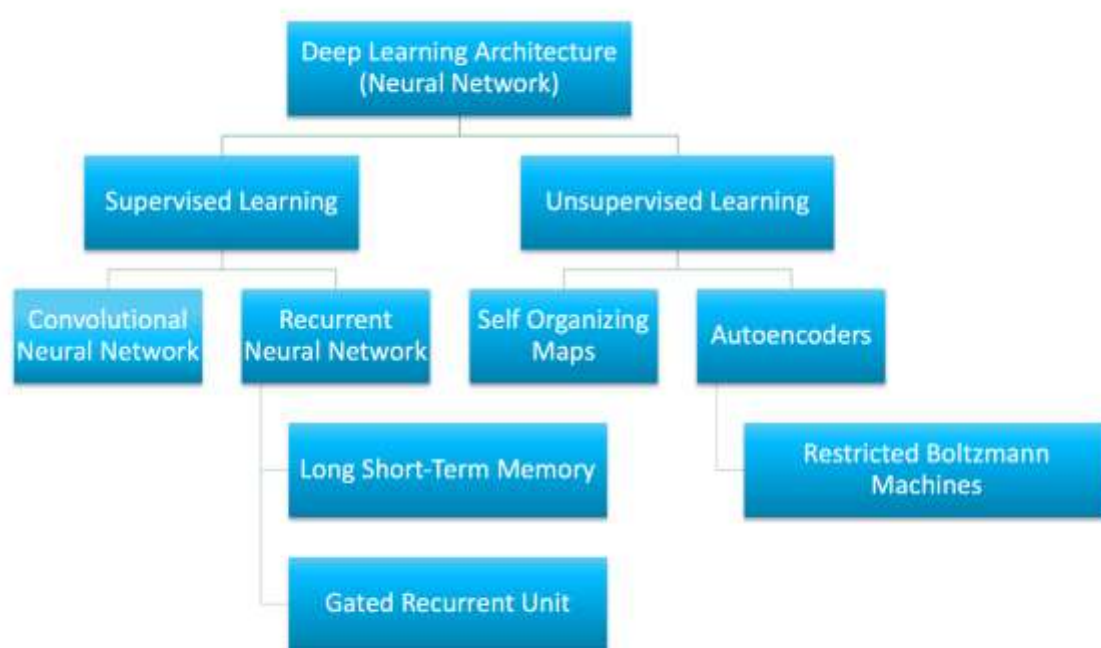 Deep Learning Architecture
(Neural Network)
Supervised Learning
Unsupervised Learning
Convolutional
Neural Network
Recurrent
Neural Network
Self Organizing
Maps
Autoencoders
Long Short-Term Memory
Restricted Boltzmann
Machines
Gated Recurrent Unit